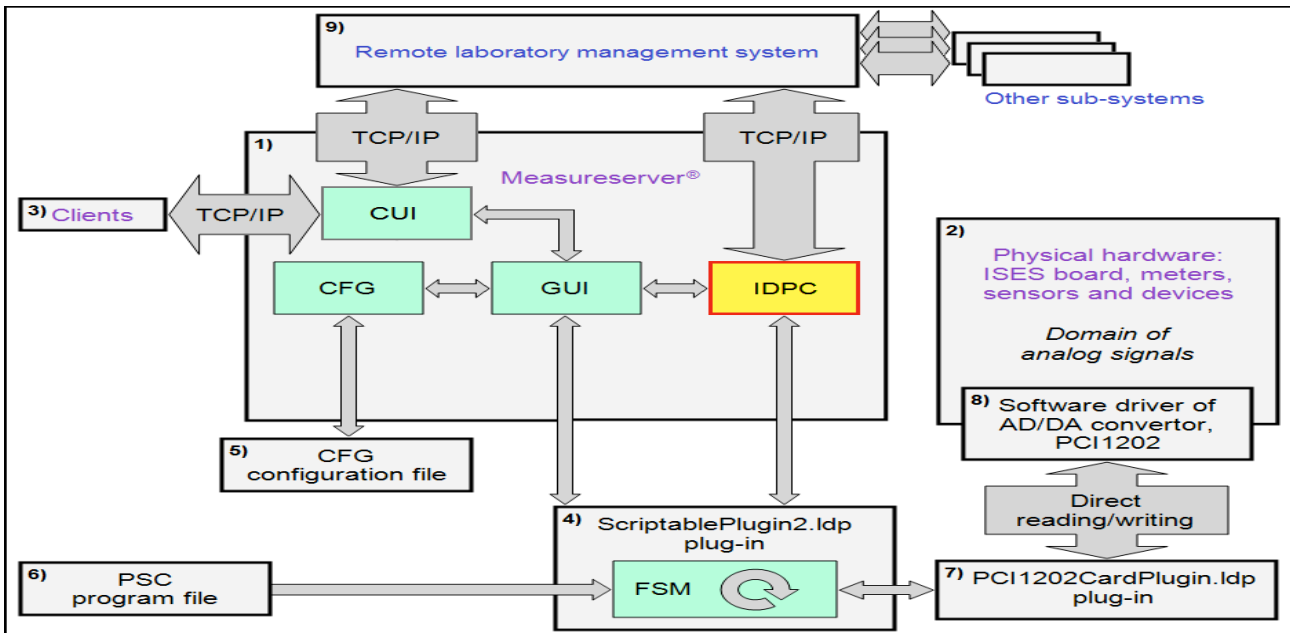 9)
Remote laboratory management system
Other sub-systems
TCP/IP
TCP/IP
1)
Measureserver®
3) Clients
TCP/IP
CUI
CFG
GUI
IDPC
2)
Physical hardware:
ISES board, meters,
sensors and devices
Domain of
analog signals
8) Software driver of
AD/DA convertor,
PCI1202
5) CFG
configuration file
Direct
reading/writing
4) ScriptablePlugin2.ldp
plug-in
FSM
6) PSC
program file
7) PCI1202CardPlugin.ldp
plug-in